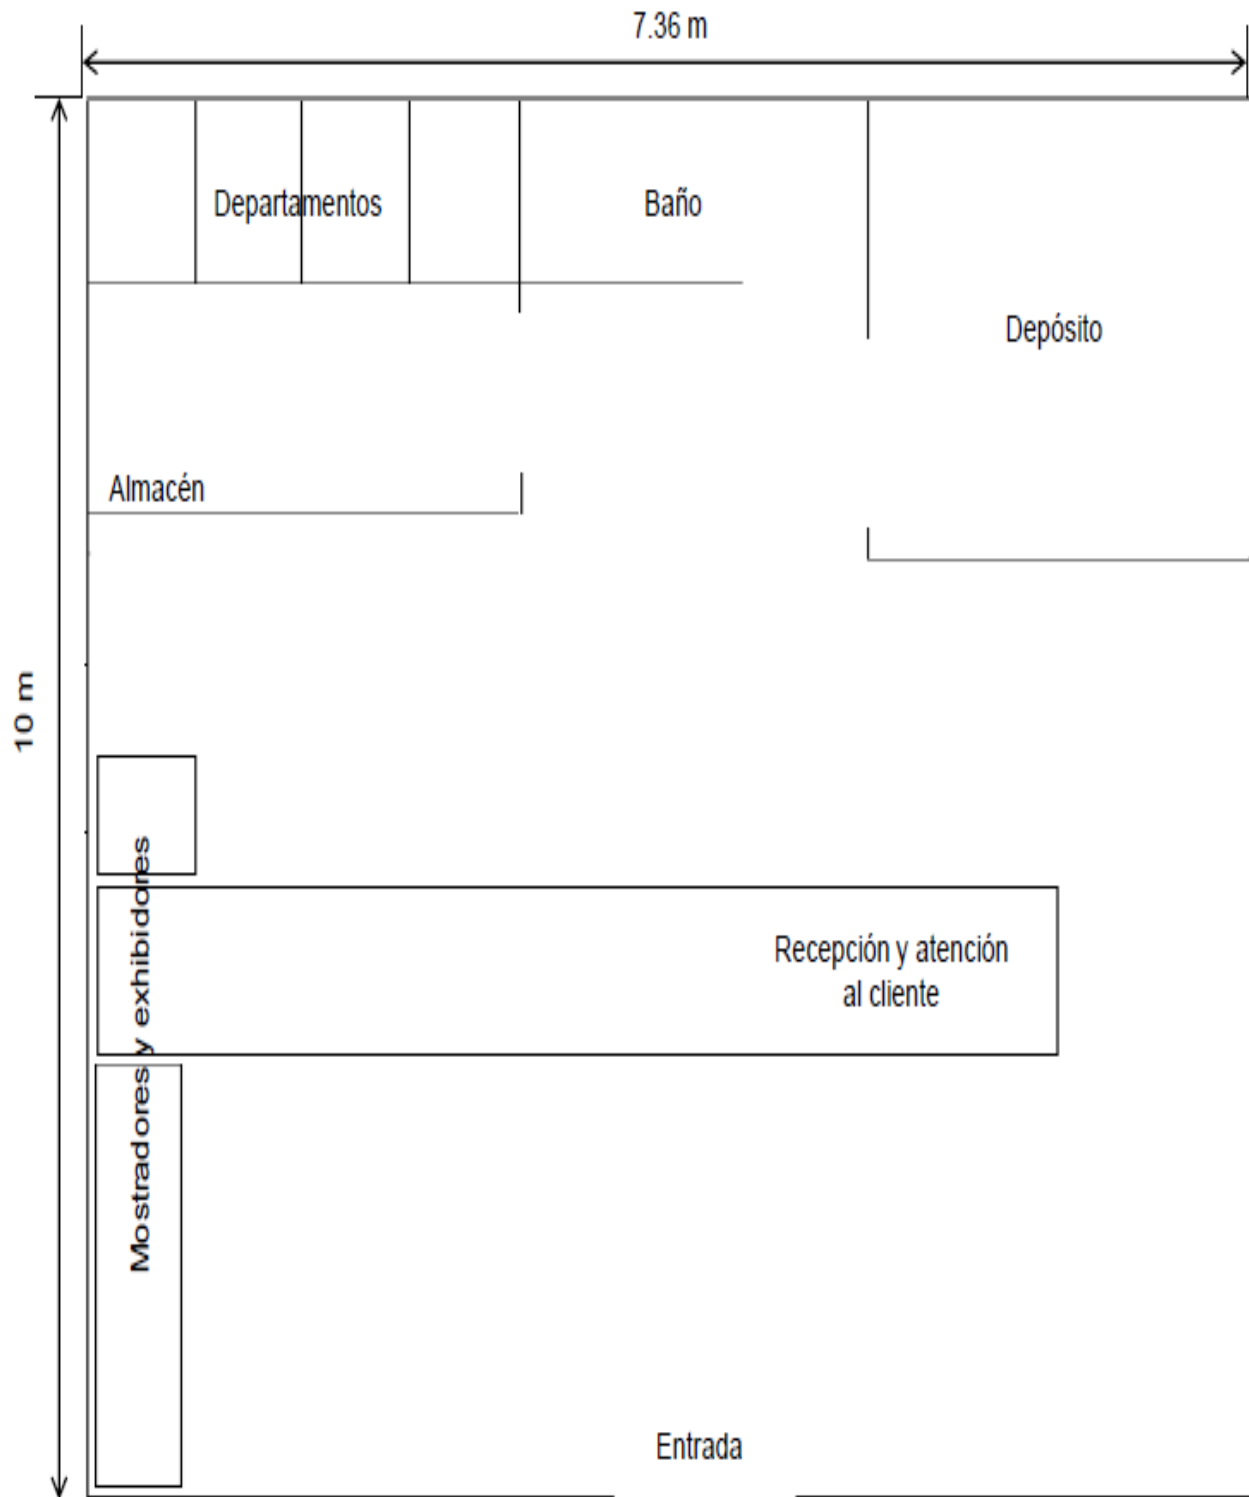 7.36 m
Departamentos
Baño
Depósito
Almacén
10 m
Mostradores y exhibidores
Recepción y atención
al cliente
Entrada